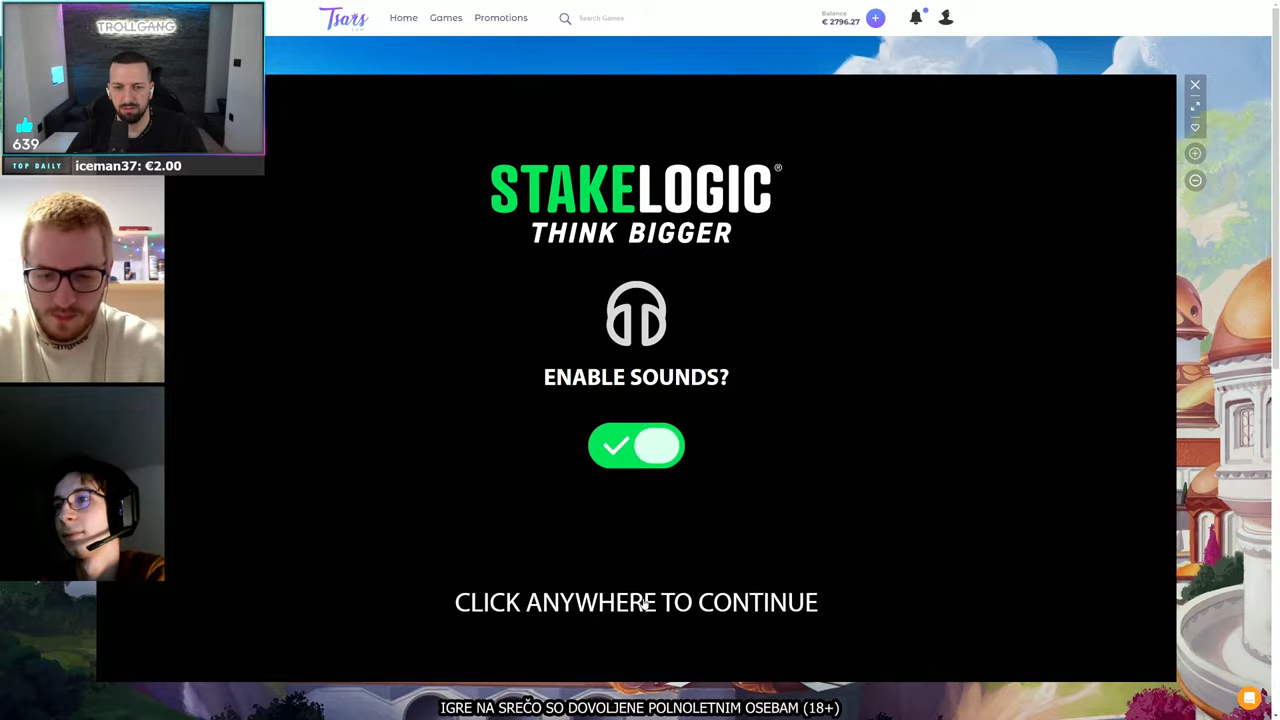 TROLLGANG
639
TOP DAILY iceman37: €2.00
Tsars
.com
Home Games Promotions Search Games
Balance
€ 2796.27
STAKELOGIC®
THINK BIGGER
ENABLE SOUNDS?
CLICK ANYWHERE TO CONTINUE
IGRE NA SREČO SO DOVOLJENE POLNOLETNIM OSEBAM (18+)